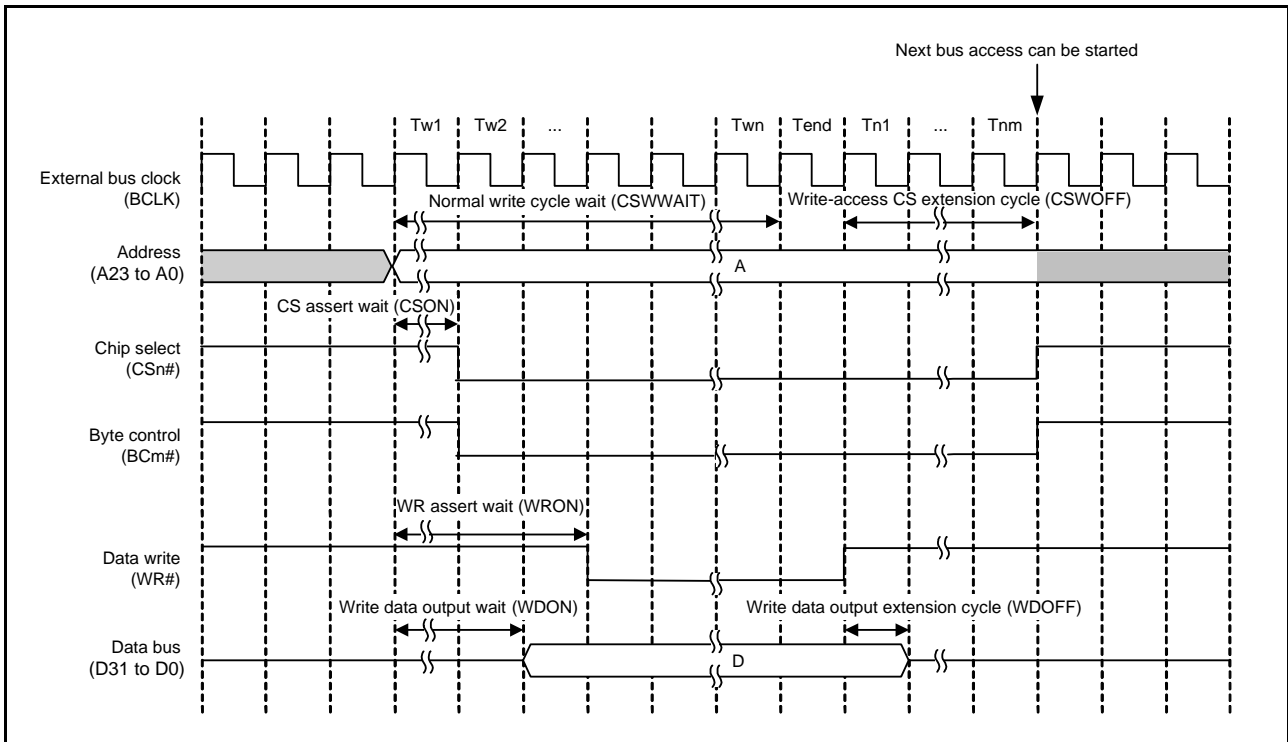 Next bus access can be started
Tw1 Tw2 ... Twn Tend Tn1 ... Tnm
External bus clock
(BCLK)
Normal write cycle wait (CSWWAIT)
Write-access CS extension cycle (CSWOFF)
Address
(A23 to A0)
A
CS assert wait (CSON)
Chip select
(CSn#)
Byte control
(BCm#)
WR assert wait (WRON)
Data write
(WR#)
Write data output wait (WDON)
Write data output extension cycle (WDOFF)
Data bus
(D31 to D0)
D